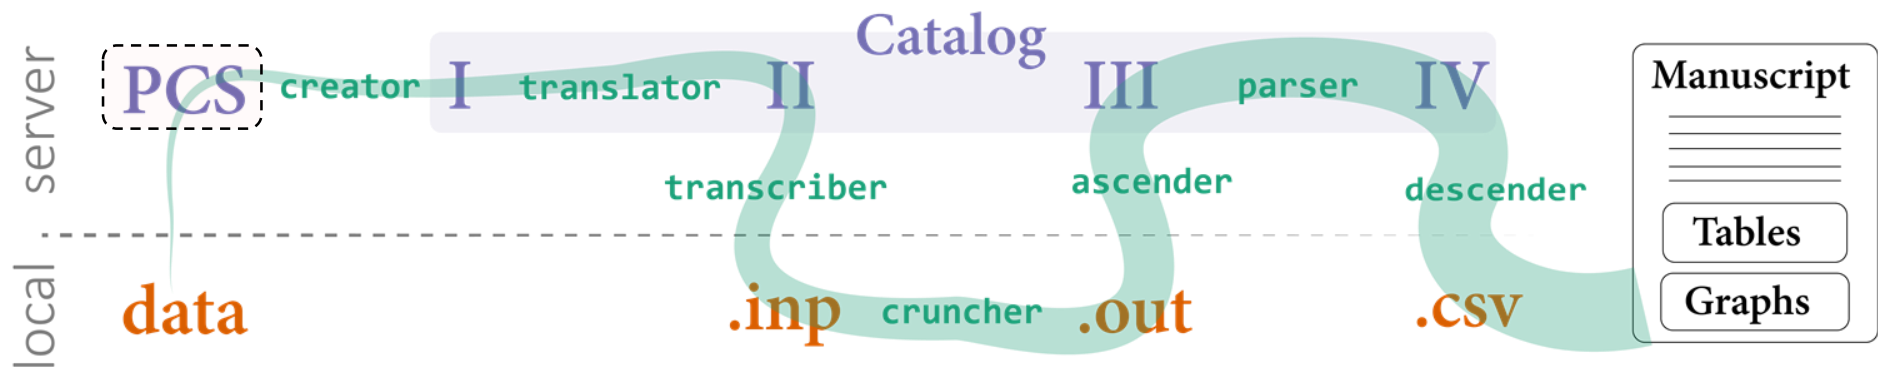 server
local
Catalog
PCS
creator
I
translator
II
III
parser
IV
transcriber
ascender
descender
data
.inp
cruncher
.out
.csv
Manuscript
Tables
Graphs